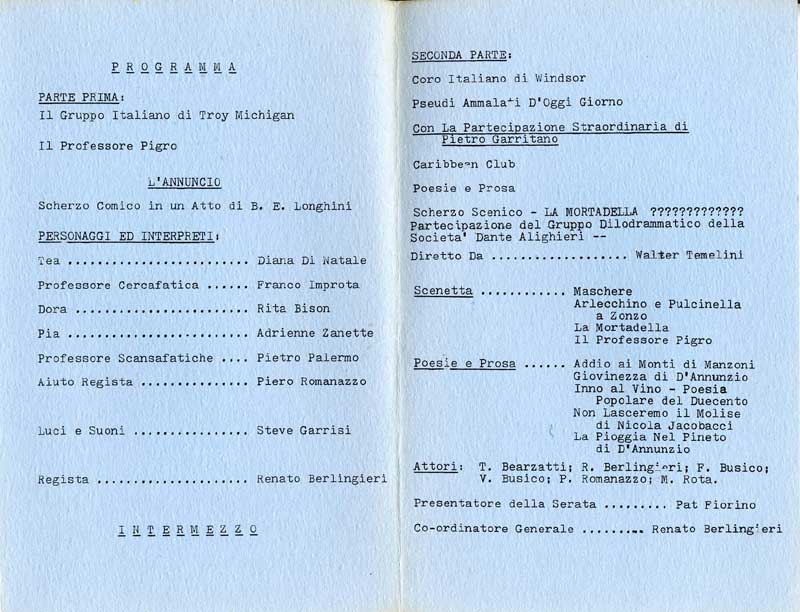 P R O G R A M M A
PARTE PRIMA:
Il Gruppo Italiano di Troy Michigan
Il Professore Pigro
L'ANNUNCIO
Scherzo Comico in un Atto di B. E. Longhini
PERSONAGGI ED INTERPRETI:
Tea ......................... Diana Di Natale
Professore Cercafatica ...... Franco Improta
Dora ........................ Rita Bison
Pia ......................... Adrienne Zanette
Professore Scansafatiche .... Pietro Palermo
Aiuto Regista ............... Piero Romanazzo
Luci e Suoni ................ Steve Garrisi
Regista ..................... Renato Berlingieri
I N T E R M E Z Z O
SECONDA PARTE:
Coro Italiano di Windsor
Pseudi Ammalati D'Oggi Giorno
Con La Partecipazione Straordinaria di
Pietro Garritano
Caribbean Club
Poesie e Prosa
Scherzo Scenico - LA MORTADELLA ?????????????
Partecipazione del Gruppo Dilodrammatico della
Societa' Dante Alighieri --
Diretto Da ................... Walter Temelini
Scenetta ............ Maschere
Arlecchino e Pulcinella
a Zonzo
La Mortadella
Il Professore Pigro
Poesie e Prosa ...... Addio ai Monti di Manzoni
Giovinezza di D'Annunzio
Inno al Vino - Poesia
Popolare del Duecento
Non Lasceremo il Molise
di Nicola Jacobacci
La Pioggia Nel Pineto
di D'Annunzio
Attori: T. Bearzatti; R. Berlingieri; F. Busico;
V. Busico; P. Romanazzo; M. Rota.
Presentatore della Serata ......... Pat Fiorino
Co-ordinatore Generale ......... Renato Berlingieri